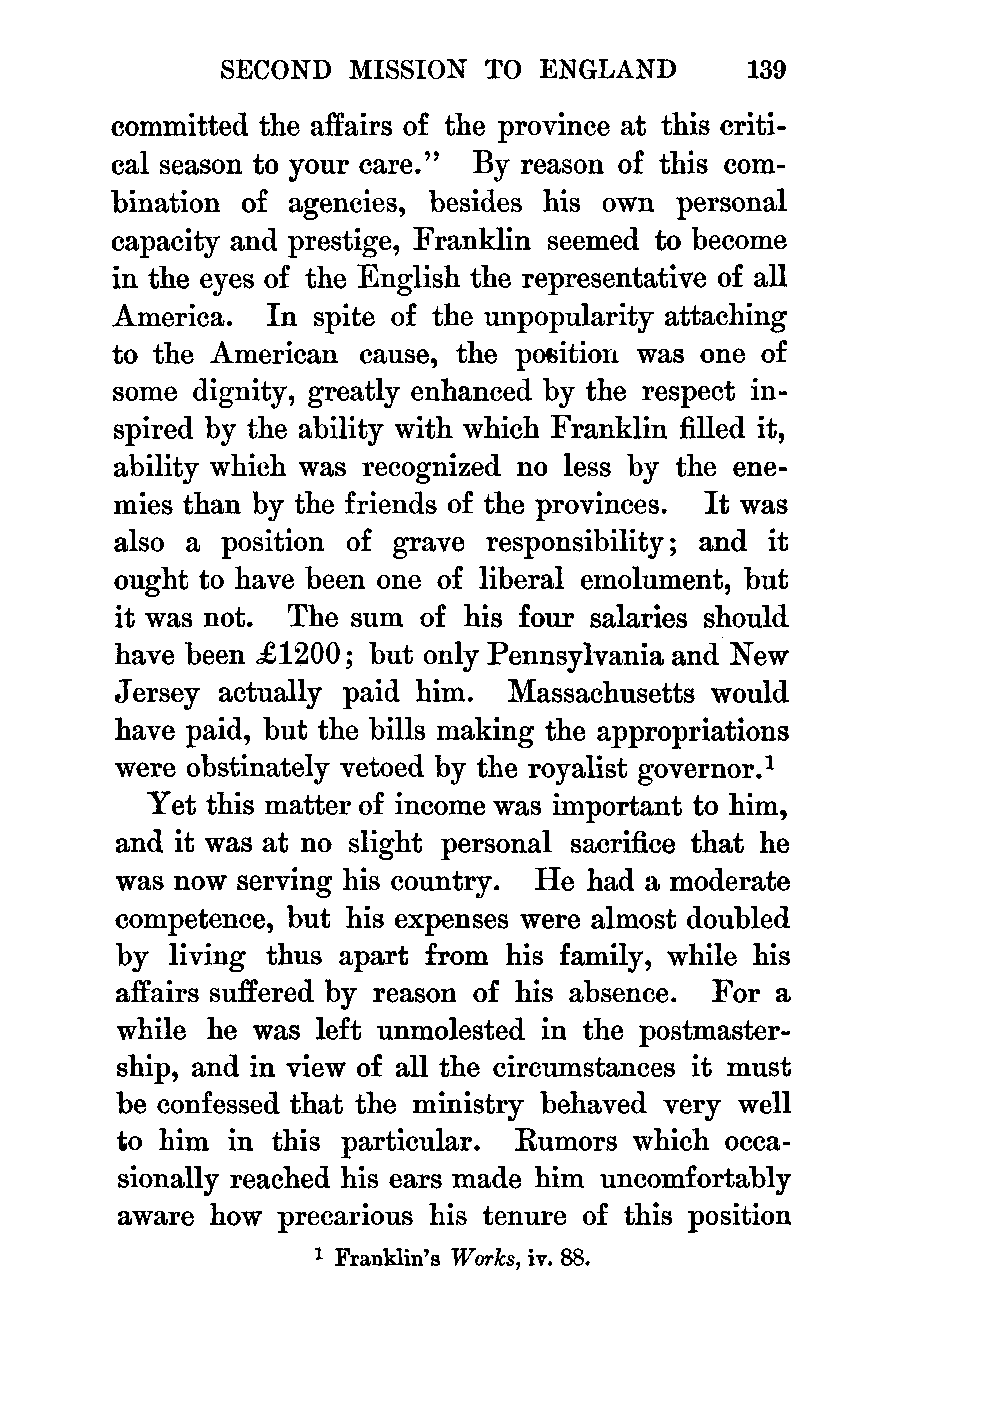 SECOND MISSION TO ENGLAND 139
committed the affairs of the province at this criti-
cal season to your care.” By reason of this com-
bination of agencies, besides his own personal
capacity and prestige, Franklin seemed to become
in the eyes of the English the representative of all
America. In spite of the unpopularity attaching
to the American cause, the position was one of
some dignity, greatly enhanced by the respect in-
spired by the ability with which Franklin filled it,
ability which was recognized no less by the ene-
mies than by the friends of the provinces. It was
also a position of grave responsibility; and it
ought to have been one of liberal emolument, but
it was not. The sum of his four salaries should
have been £1200; but only Pennsylvania and New
Jersey actually paid him. Massachusetts would
have paid, but the bills making the appropriations
were obstinately vetoed by the royalist governor.¹
Yet this matter of income was important to him,
and it was at no slight personal sacrifice that he
was now serving his country. He had a moderate
competence, but his expenses were almost doubled
by living thus apart from his family, while his
affairs suffered by reason of his absence. For a
while he was left unmolested in the postmaster-
ship, and in view of all the circumstances it must
be confessed that the ministry behaved very well
to him in this particular. Rumors which occa-
sionally reached his ears made him uncomfortably
aware how precarious his tenure of this position
¹ Franklin’s Works, iv. 88.